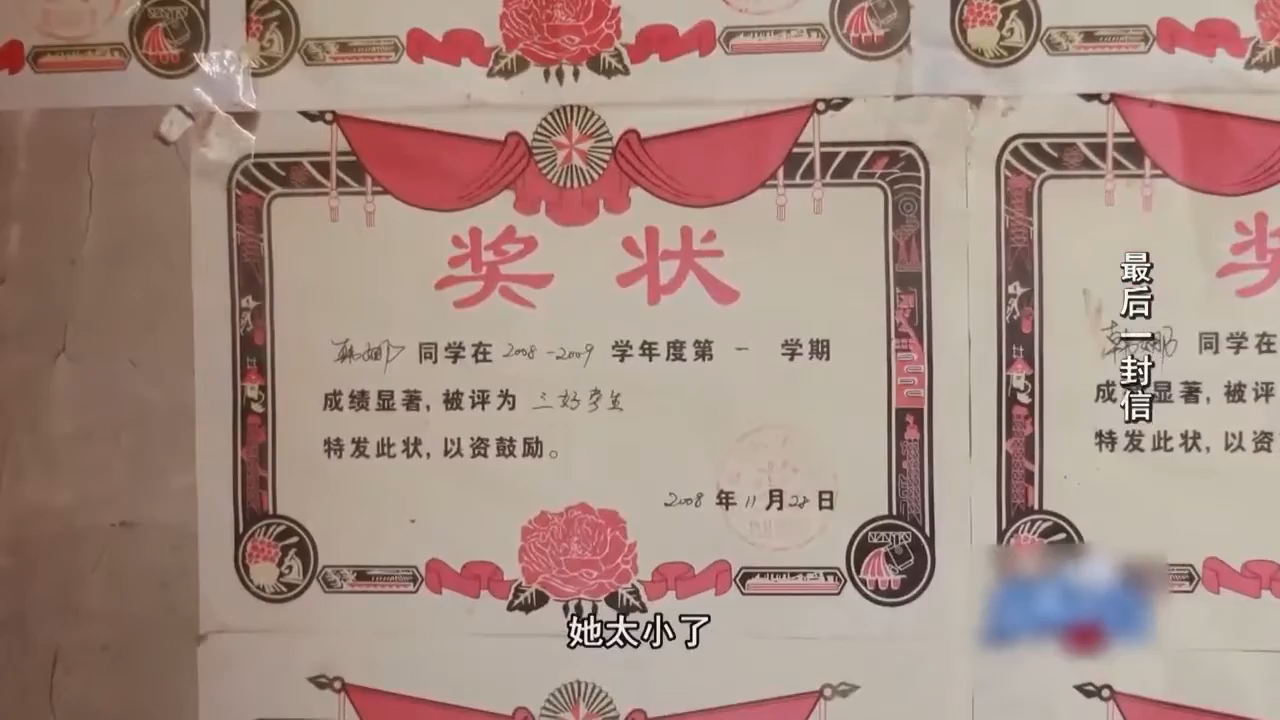 奖状
韩娜 同学在 2008-2009 学年度第 一 学期
成绩显著,被评为 三好学生
特发此状,以资鼓励。
2008 年 11 月 28 日
奖
同学在
成 显著,被评
特发此状,以资
最后一封信
她太小了